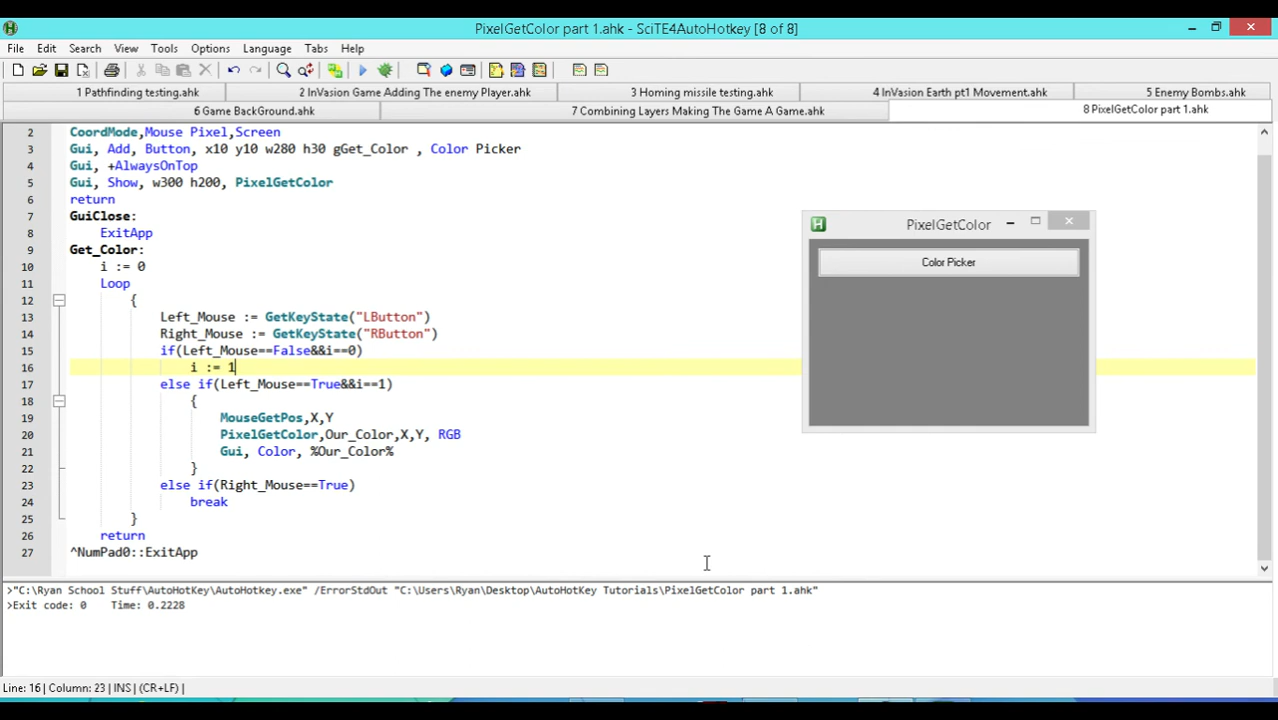 PixelGetColor part 1.ahk - SciTE4AutoHotkey [8 of 8]
File Edit Search View Tools Options Language Tabs Help
1 Pathfinding testing.ahk 2 InVasion Game Adding The enemy Player.ahk 3 Homing missile testing.ahk 4 InVasion Earth pt1 Movement.ahk 5 Enemy Bombs.ahk
6 Game BackGround.ahk 7 Combining Layers Making The Game A Game.ahk 8 PixelGetColor part 1.ahk
2 CoordMode,Mouse Pixel,Screen
3 Gui, Add, Button, x10 y10 w280 h30 gGet_Color , Color Picker
4 Gui, +AlwaysOnTop
5 Gui, Show, w300 h200, PixelGetColor
6 return
7 GuiClose:
8 ExitApp
9 Get_Color:
10 i := 0
11 Loop
12 {
13 Left_Mouse := GetKeyState("LButton")
14 Right_Mouse := GetKeyState("RButton")
15 if(Left_Mouse==False&&i==0)
16 i := 1
17 else if(Left_Mouse==True&&i==1)
18 {
19 MouseGetPos,X,Y
20 PixelGetColor,Our_Color,X,Y, RGB
21 Gui, Color, %Our_Color%
22 }
23 else if(Right_Mouse==True)
24 break
25 }
26 return
27 ^NumPad0::ExitApp
PixelGetColor
Color Picker
>"C:\Ryan School Stuff\AutoHotKey\AutoHotkey.exe" /ErrorStdOut "C:\Users\Ryan\Desktop\AutoHotKey Tutorials\PixelGetColor part 1.ahk"
>Exit code: 0 Time: 0.2228
Line: 16 | Column: 23 | INS | (CR+LF) |